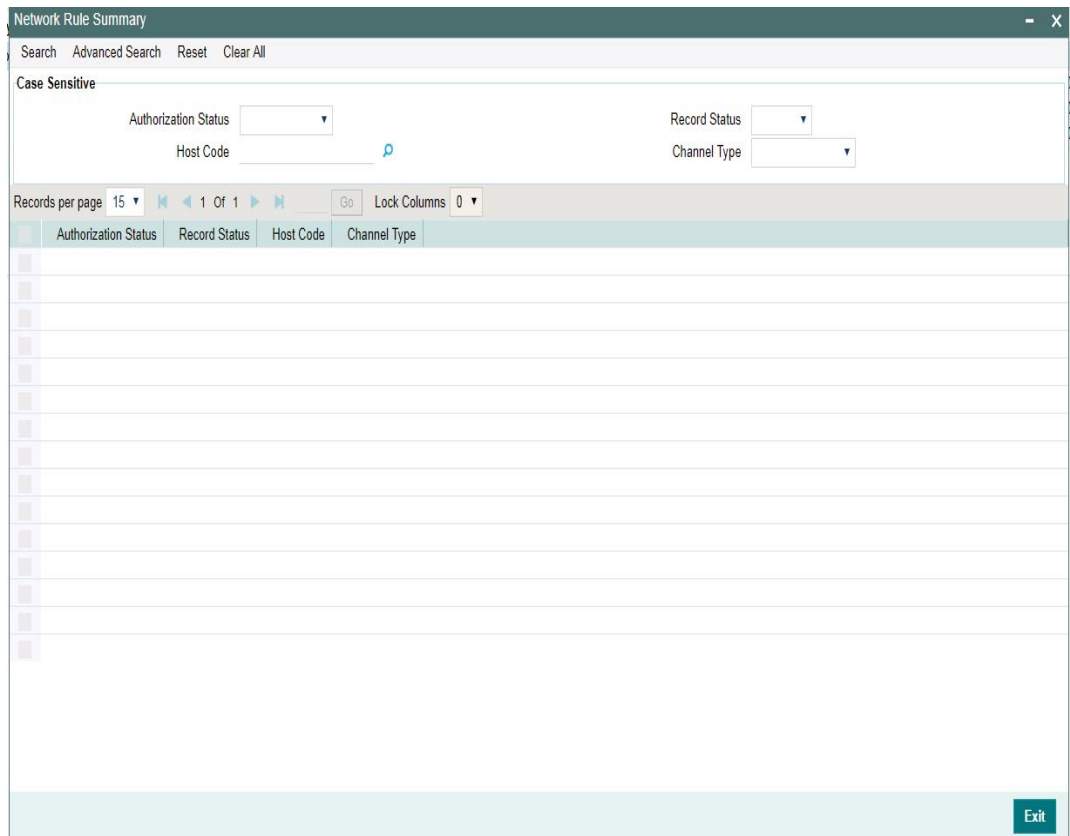 Network Rule Summary
Search Advanced Search Reset Clear All
Case Sensitive
Authorization Status Record Status
Host Code Channel Type
Records per page 15 1 Of 1 Go Lock Columns 0
Authorization Status Record Status Host Code Channel Type
Exit